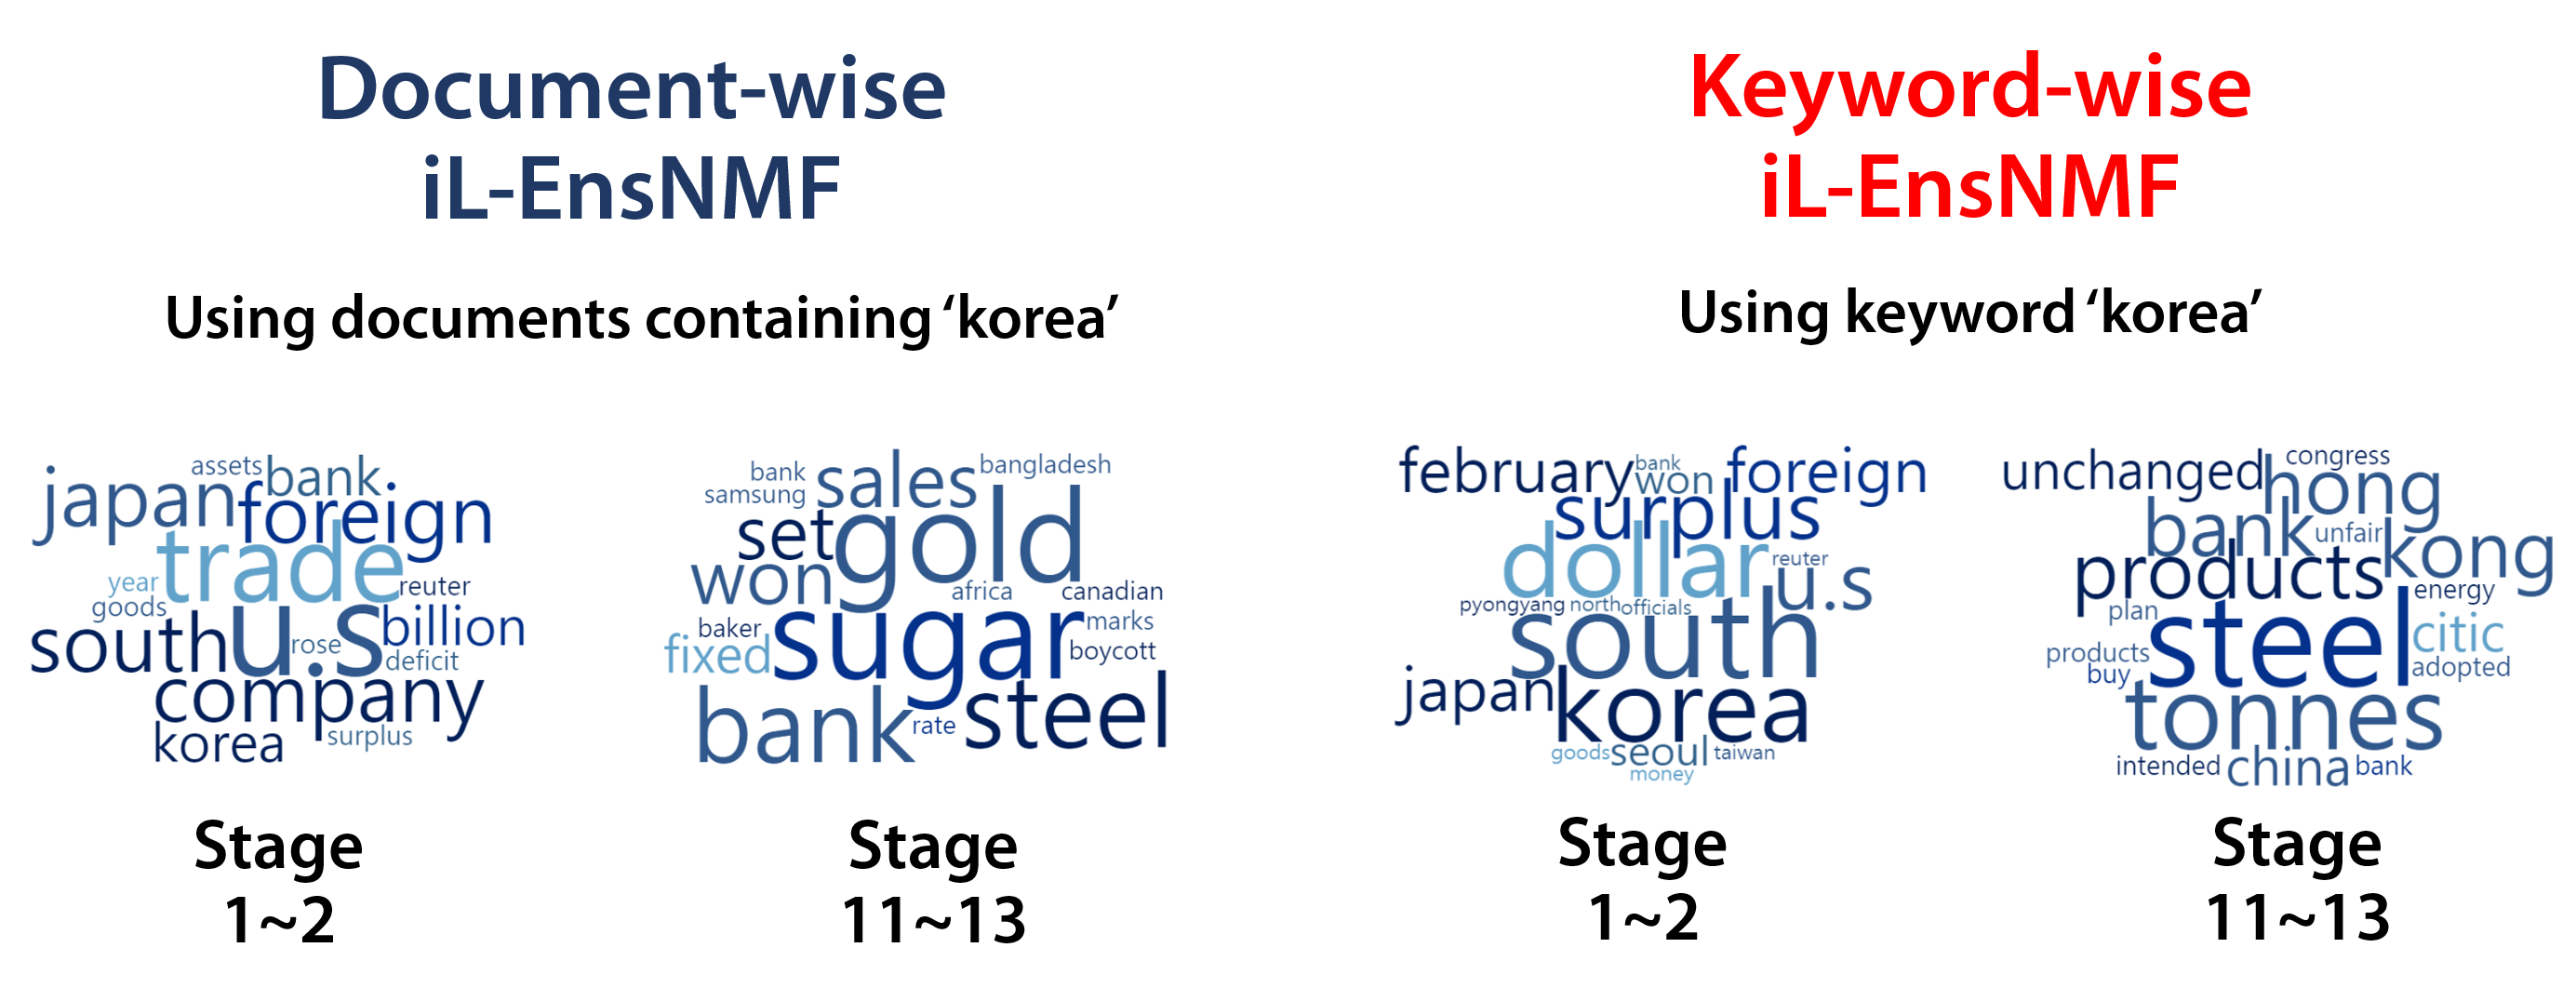 Document-wise
iL-EnsNMF
Using documents containing ‘korea’
assets bank
japan foreign
trade
year
reuter
goods
south u.s billion
rose
deficit
company
korea surplus
Stage
1~2
bank sales bangladesh
samsung
set gold
won
africa canadian
sugar
baker marks
fixed boycott
bank rate steel
Stage
11~13
Keyword-wise
iL-EnsNMF
Using keyword ‘korea’
february bank won foreign
surplus
dollar
reuter
u.s
pyongyang north officials
south
japan korea
goods seoul taiwan
money
Stage
1~2
unchanged congress
hong
bank unfair kong
products
energy
plan
steel citic
products
buy adopted
tonnes
intended china bank
Stage
11~13